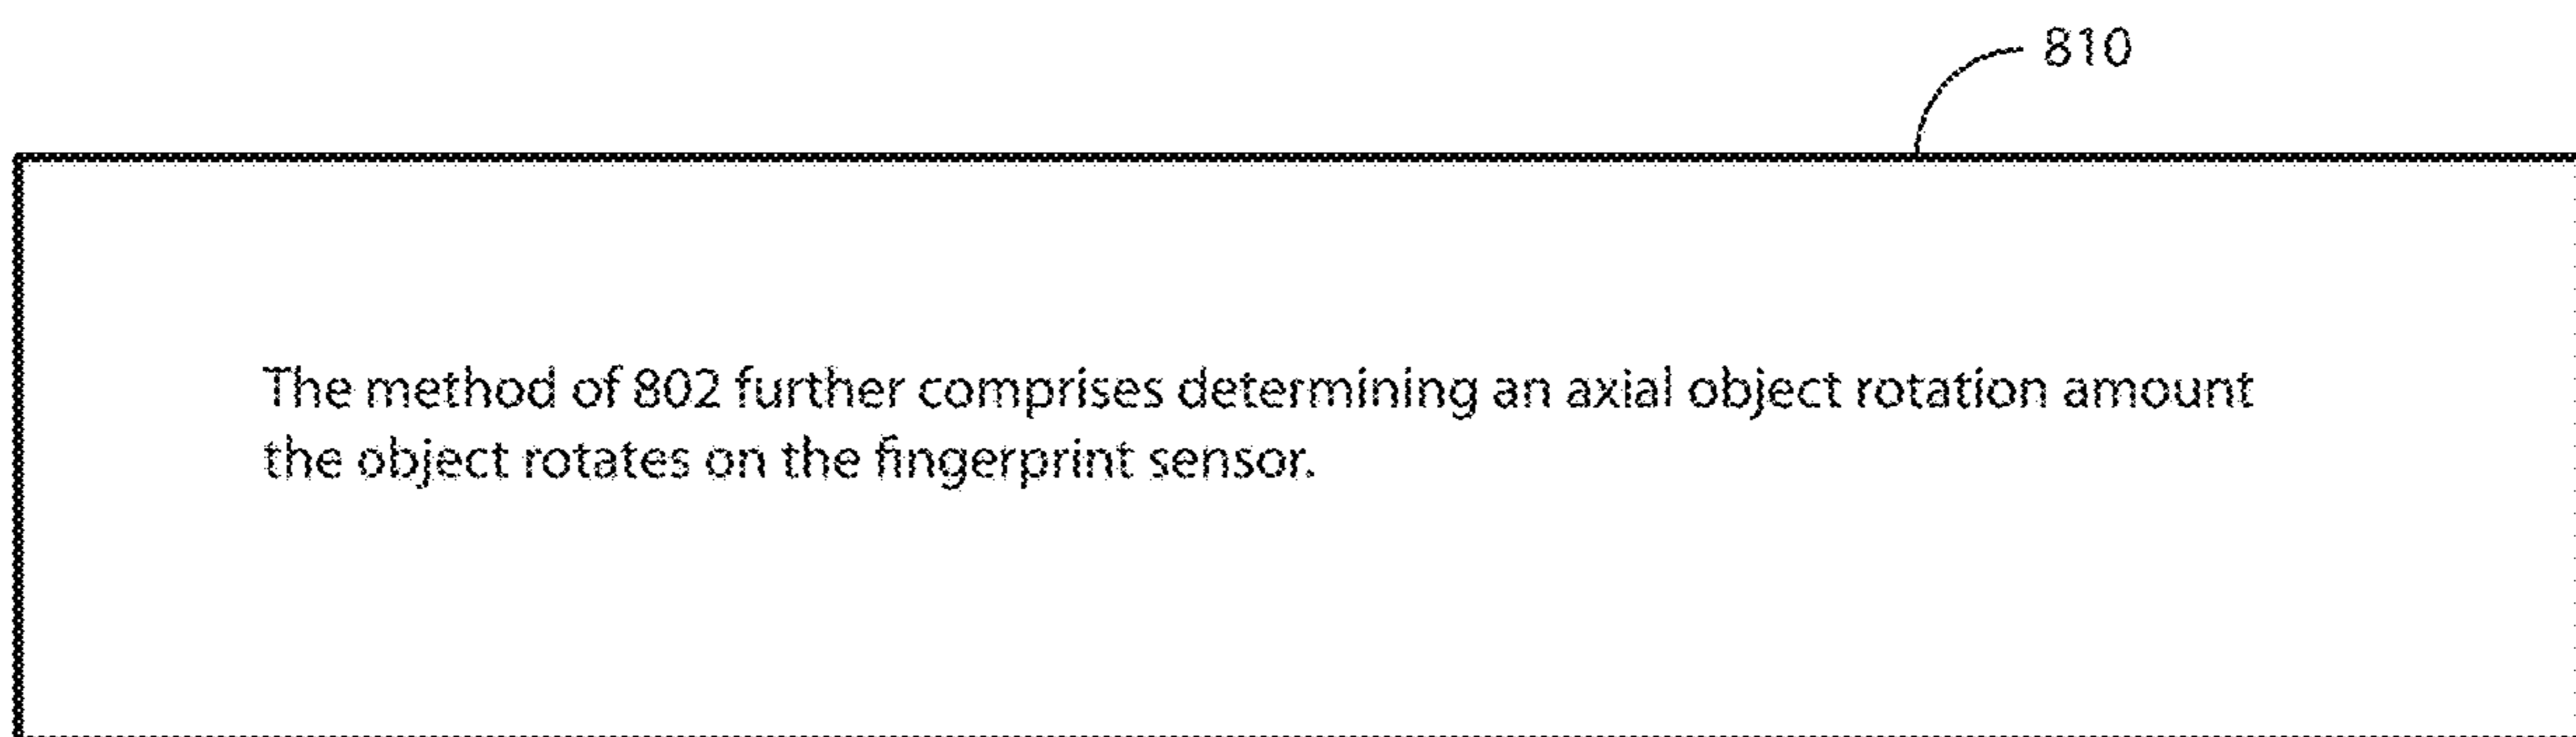 810
The method of 802 further comprises determining an axial object rotation amount
the object rotates on the fingerprint sensor.